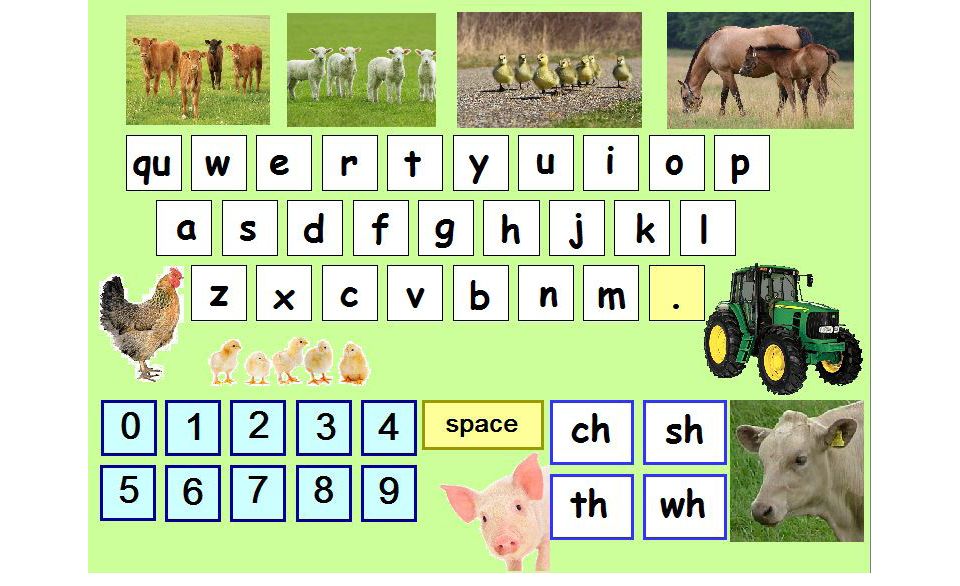 qu w e r t y u i o p
a s d f g h j k l
z x c v b n m .
0 1 2 3 4 space ch sh
5 6 7 8 9 th wh